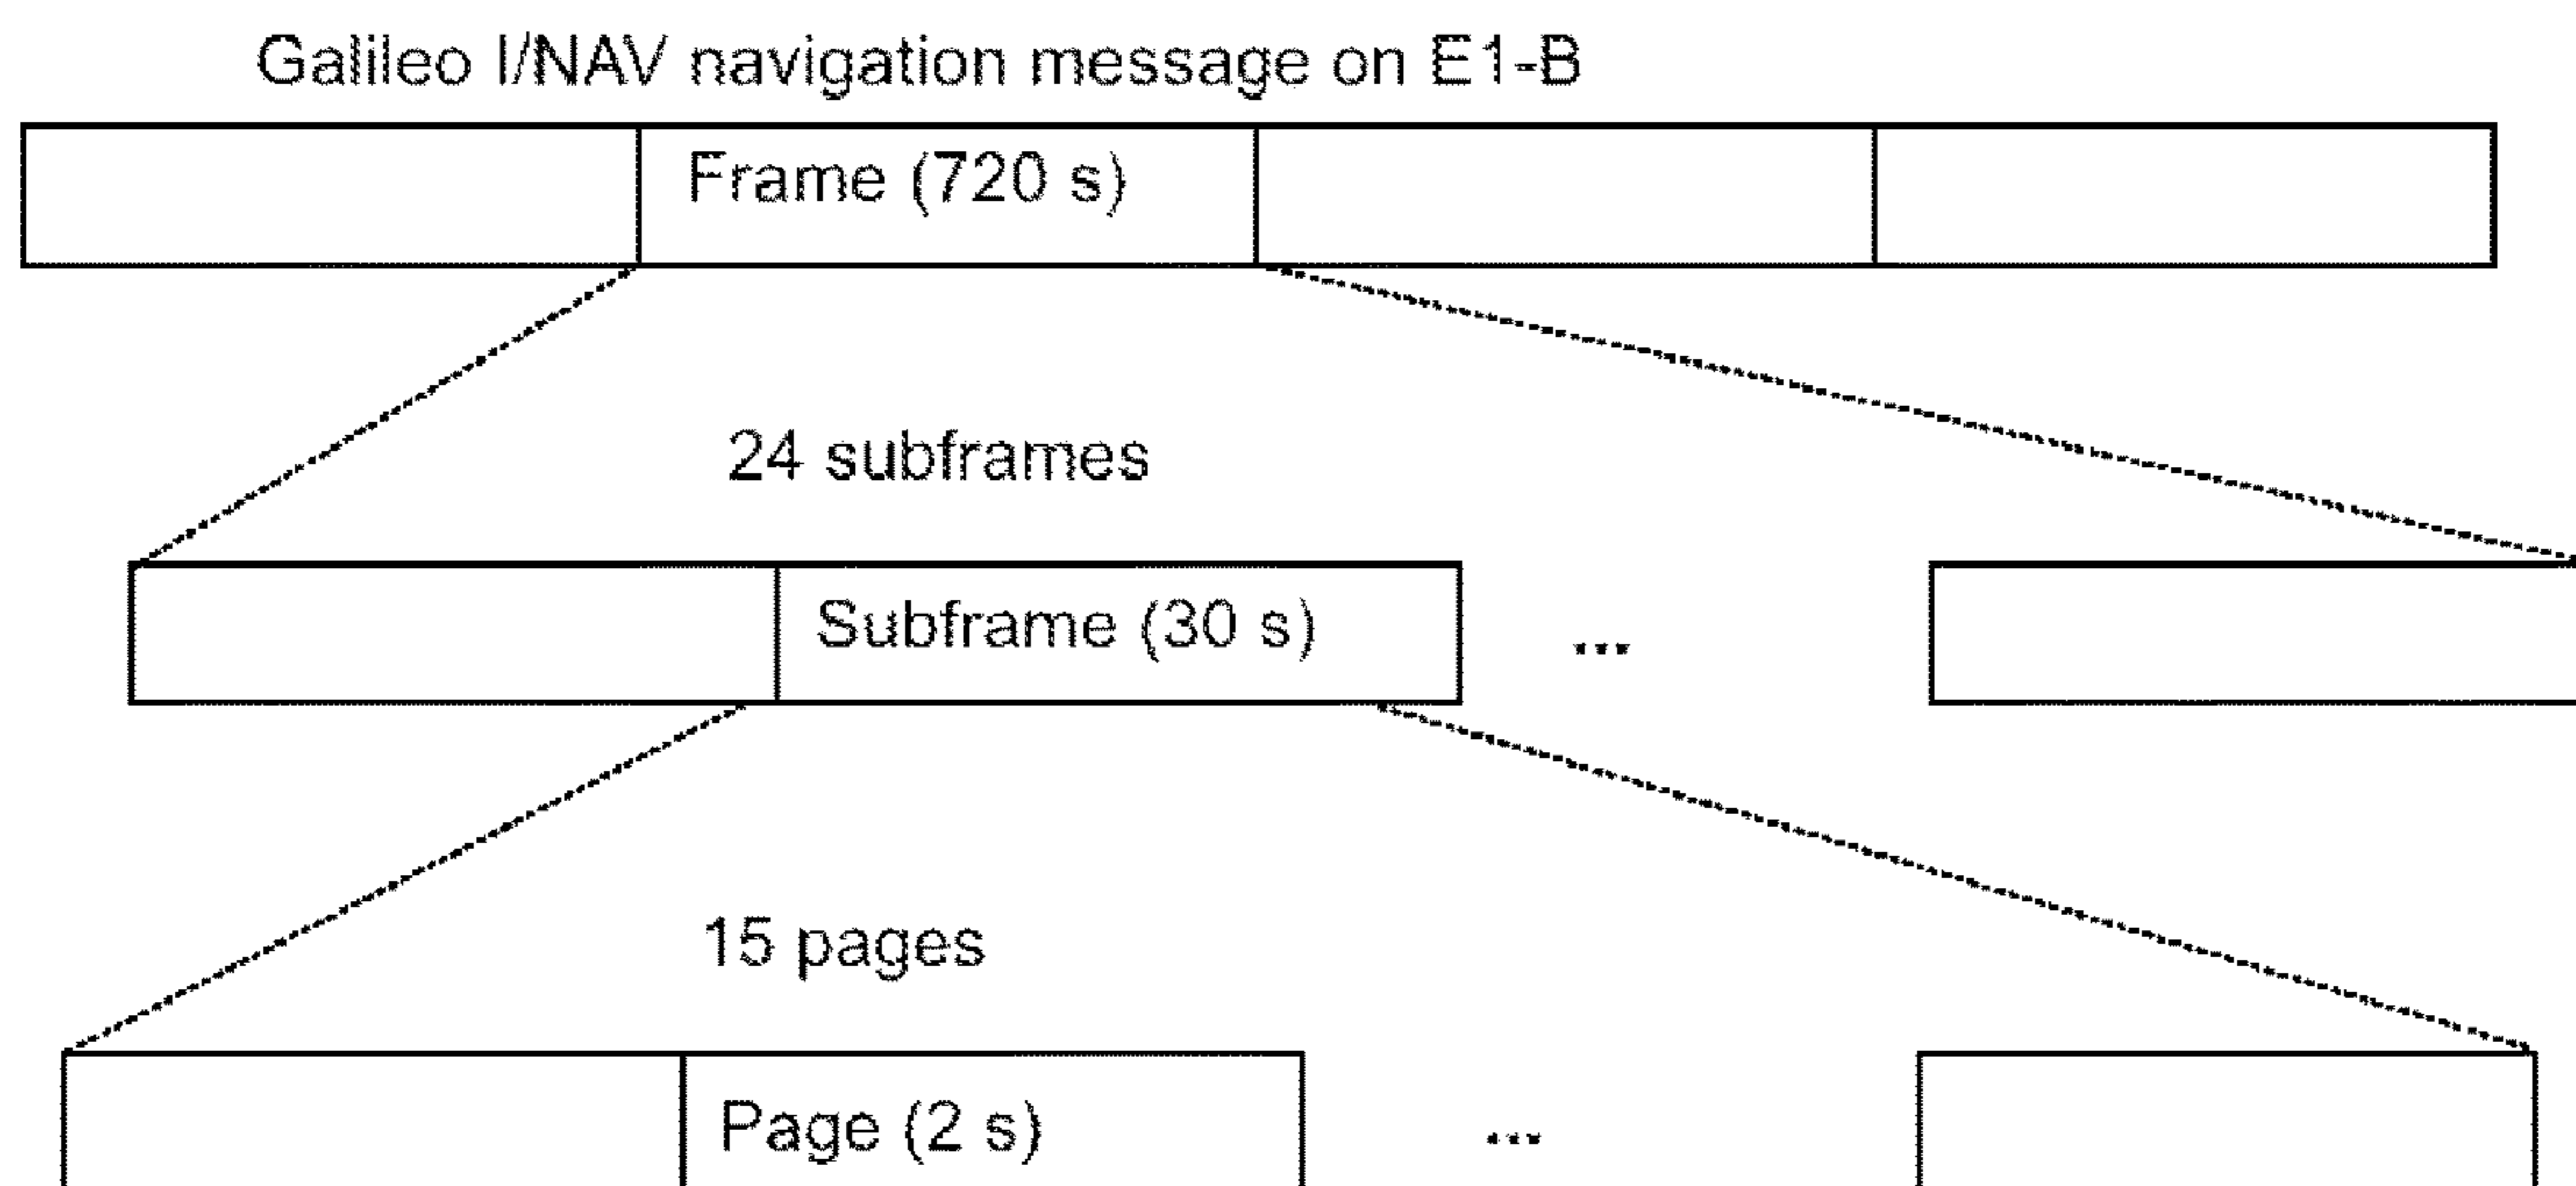 Galileo I/NAV navigation message on E1-B
Frame (720 s)
24 subframes
Subframe (30 s)
...
15 pages
Page (2 s)
...